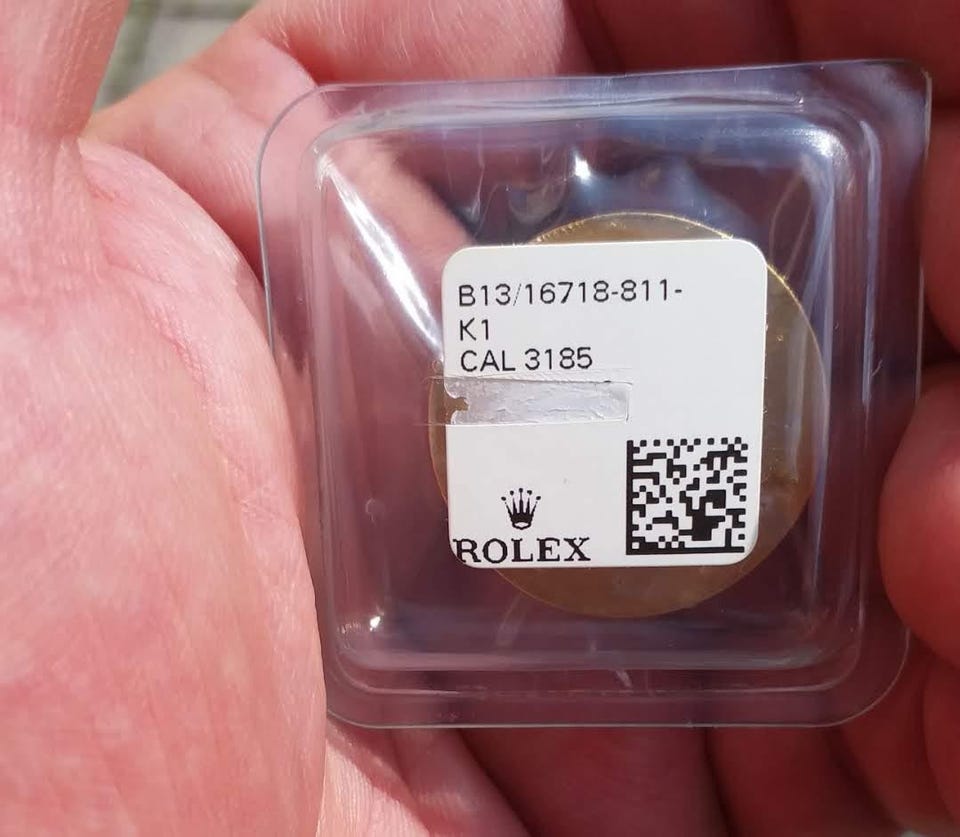 B13/16718-811-
K1
CAL 3185
ROLEX